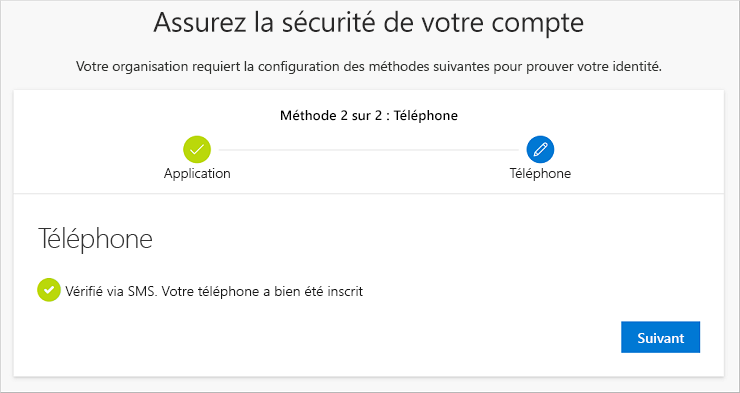 Assurez la sécurité de votre compte
Votre organisation requiert la configuration des méthodes suivantes pour prouver votre identité.
Méthode 2 sur 2 : Téléphone
Application
Téléphone
Téléphone
Vérifié via SMS. Votre téléphone a bien été inscrit
Suivant